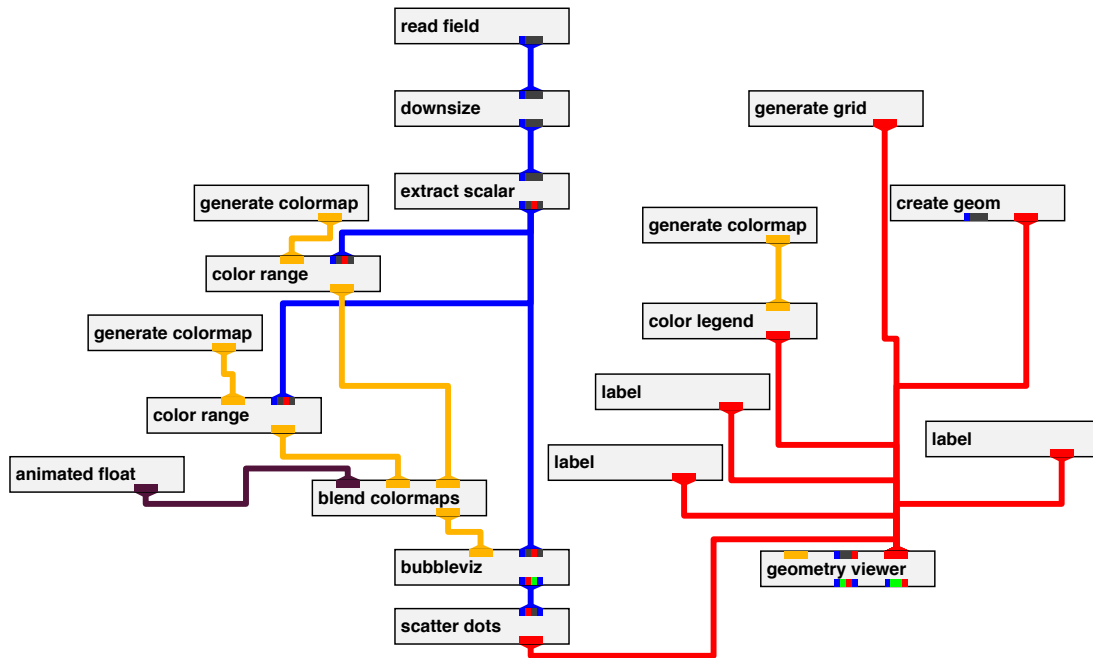 read field
downsize
generate grid
extract scalar
generate colormap
create geom
generate colormap
color range
color legend
generate colormap
label
color range
label
label
animated float
blend colormaps
bubbleviz
geometry viewer
scatter dots